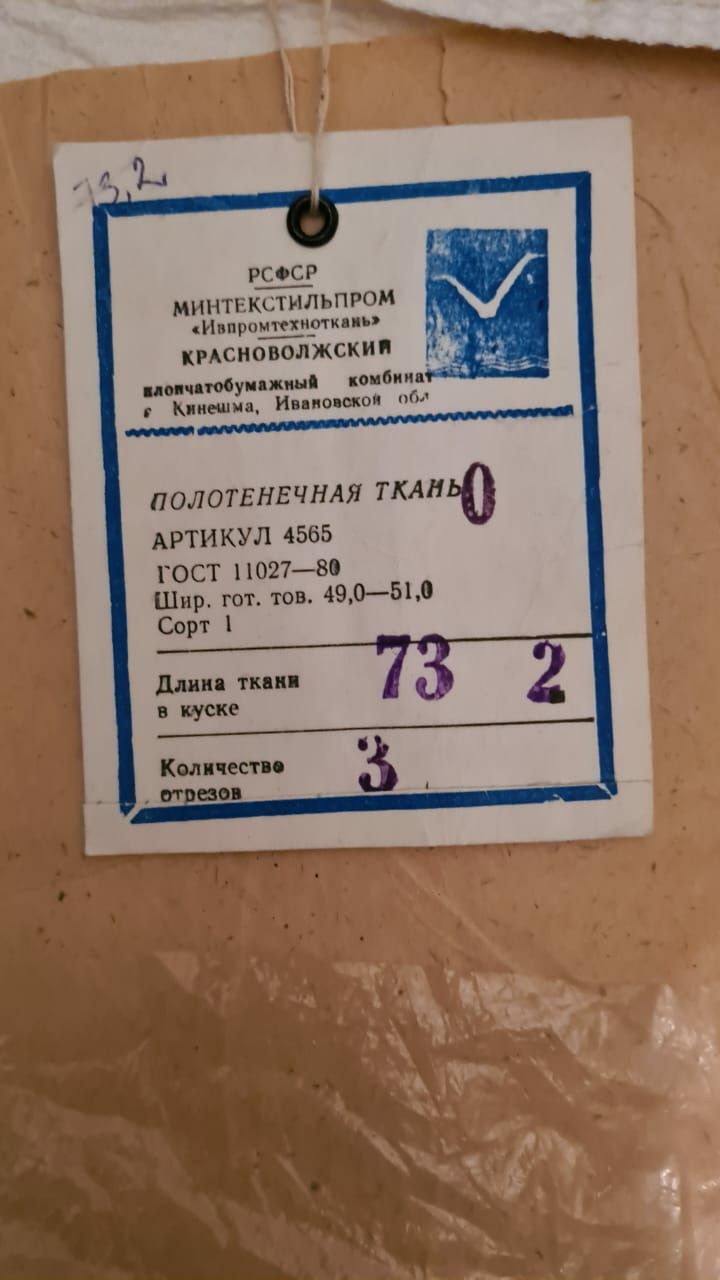 73,2
РСФСР
МИНТЕКСТИЛЬПРОМ
«Ивпромтехноткань»
КРАСНОВОЛЖСКИЙ
хлопчатобумажный комбинат
г Кинешма, Ивановской обл
ПОЛОТЕНЕЧНАЯ ТКАНЬ 0
АРТИКУЛ 4565
ГОСТ 11027—80
Шир. гот. тов. 49,0—51,0
Сорт 1
Длина ткани 73 2
в куске
Количество 3
отрезов